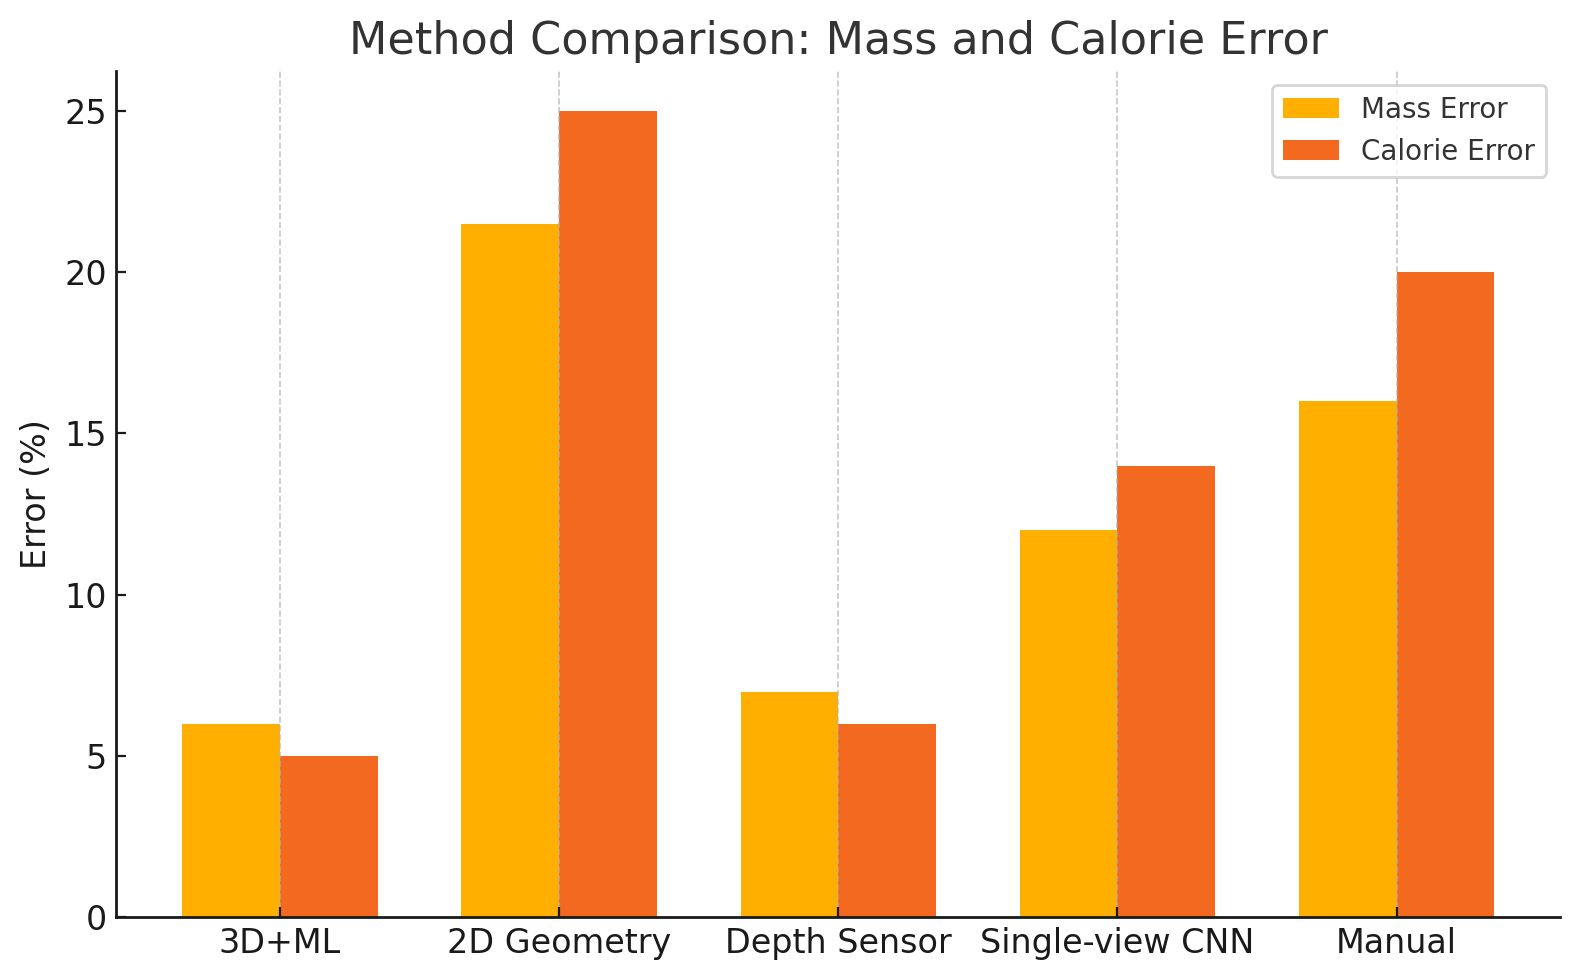 Method Comparison: Mass and Calorie Error
Mass Error
Calorie Error
Error (%)
25
20
15
10
5
0
3D+ML
2D Geometry
Depth Sensor
Single-view CNN
Manual